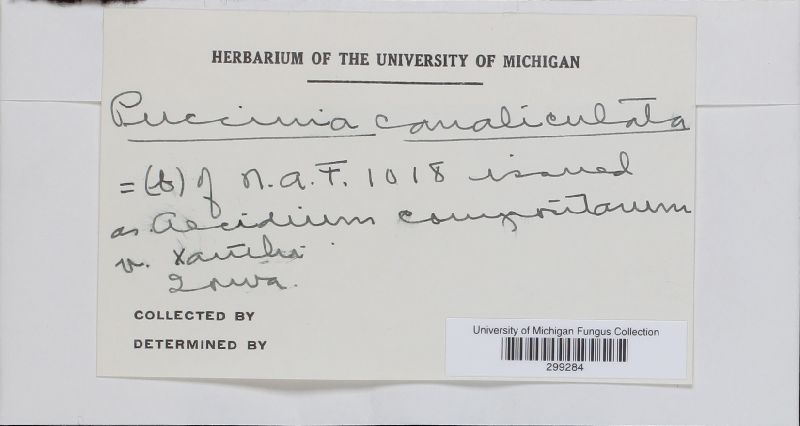 HERBARIUM OF THE UNIVERSITY OF MICHIGAN
Puccinia canaliculata
= (b) of N.A.F. 1018 issued
as Aecidium compositarum
v. xanthii
Iowa.
COLLECTED BY
DETERMINED BY
University of Michigan Fungus Collection
299284